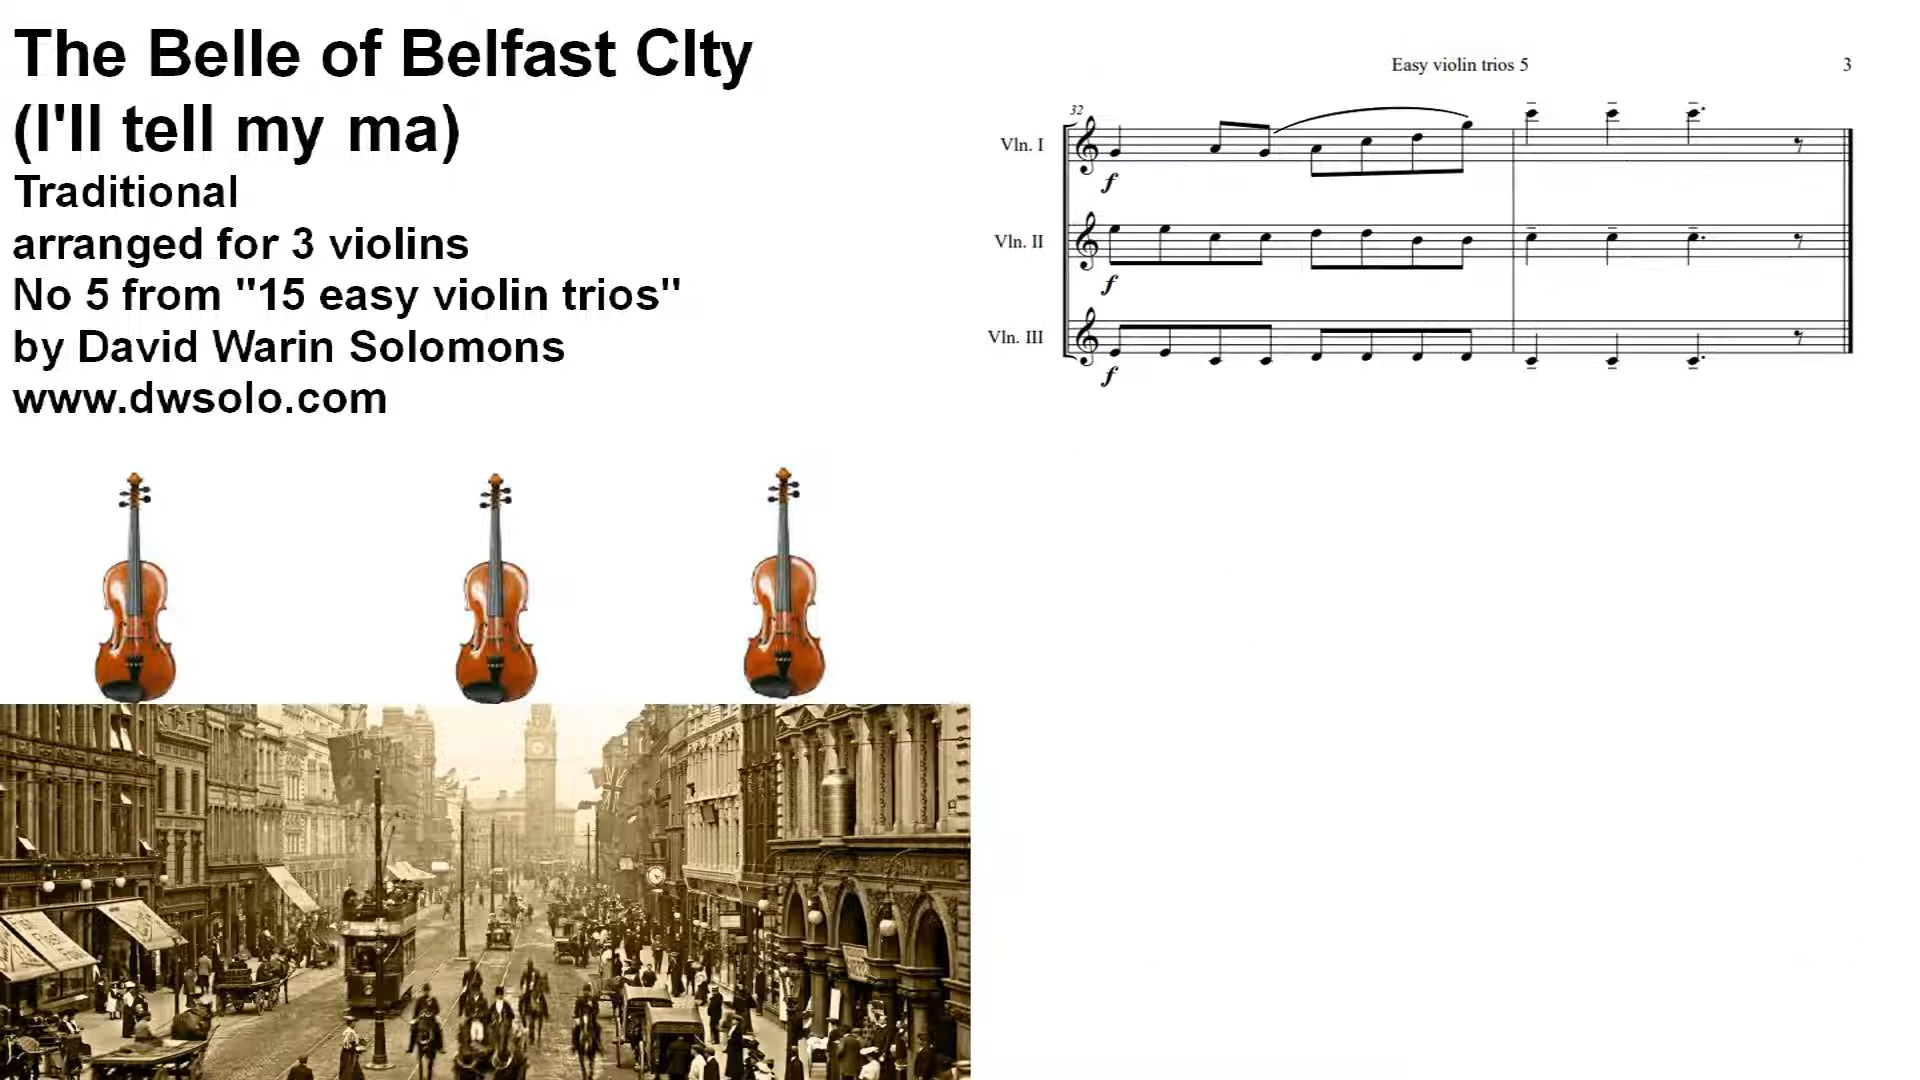 The Belle of Belfast CIty
(I'll tell my ma)
Traditional
arranged for 3 violins
No 5 from "15 easy violin trios"
by David Warin Solomons
www.dwsolo.com
Easy violin trios 5
3
32
Vln. I
f
Vln. II
f
Vln. III
f